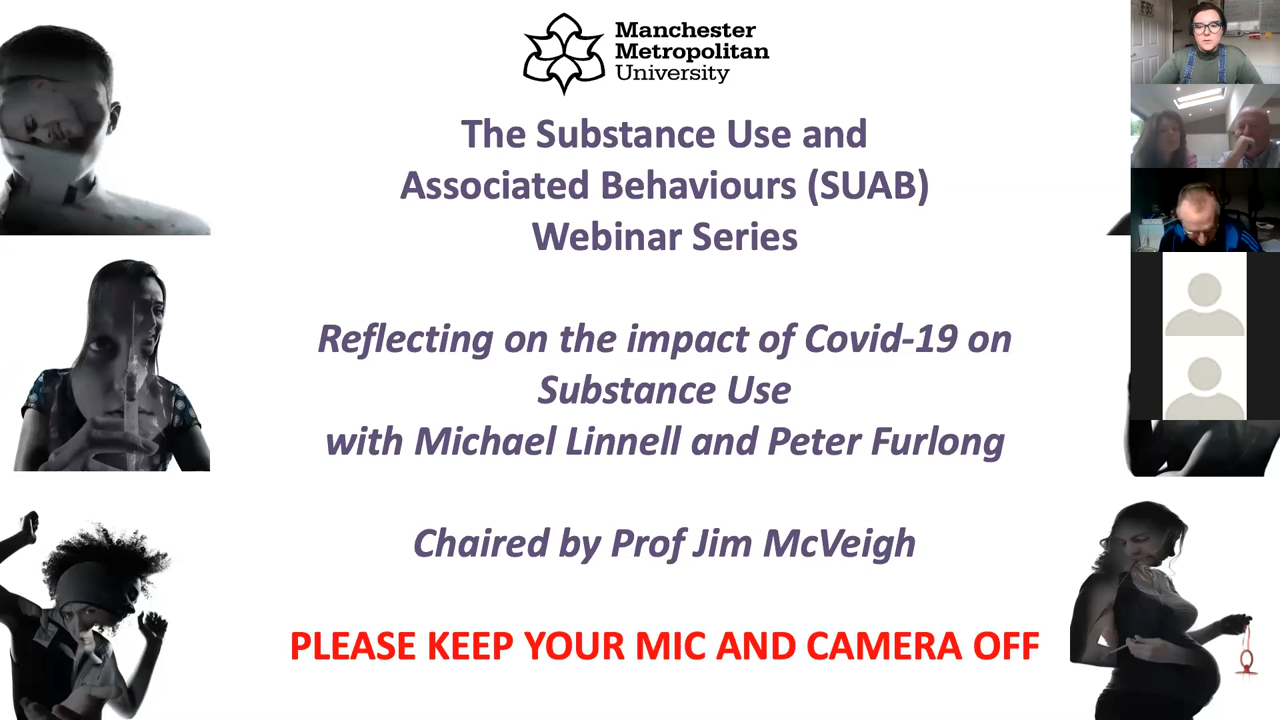 Manchester
Metropolitan
University
The Substance Use and
Associated Behaviours (SUAB)
Webinar Series
Reflecting on the impact of Covid-19 on
Substance Use
with Michael Linnell and Peter Furlong
Chaired by Prof Jim McVeigh
PLEASE KEEP YOUR MIC AND CAMERA OFF